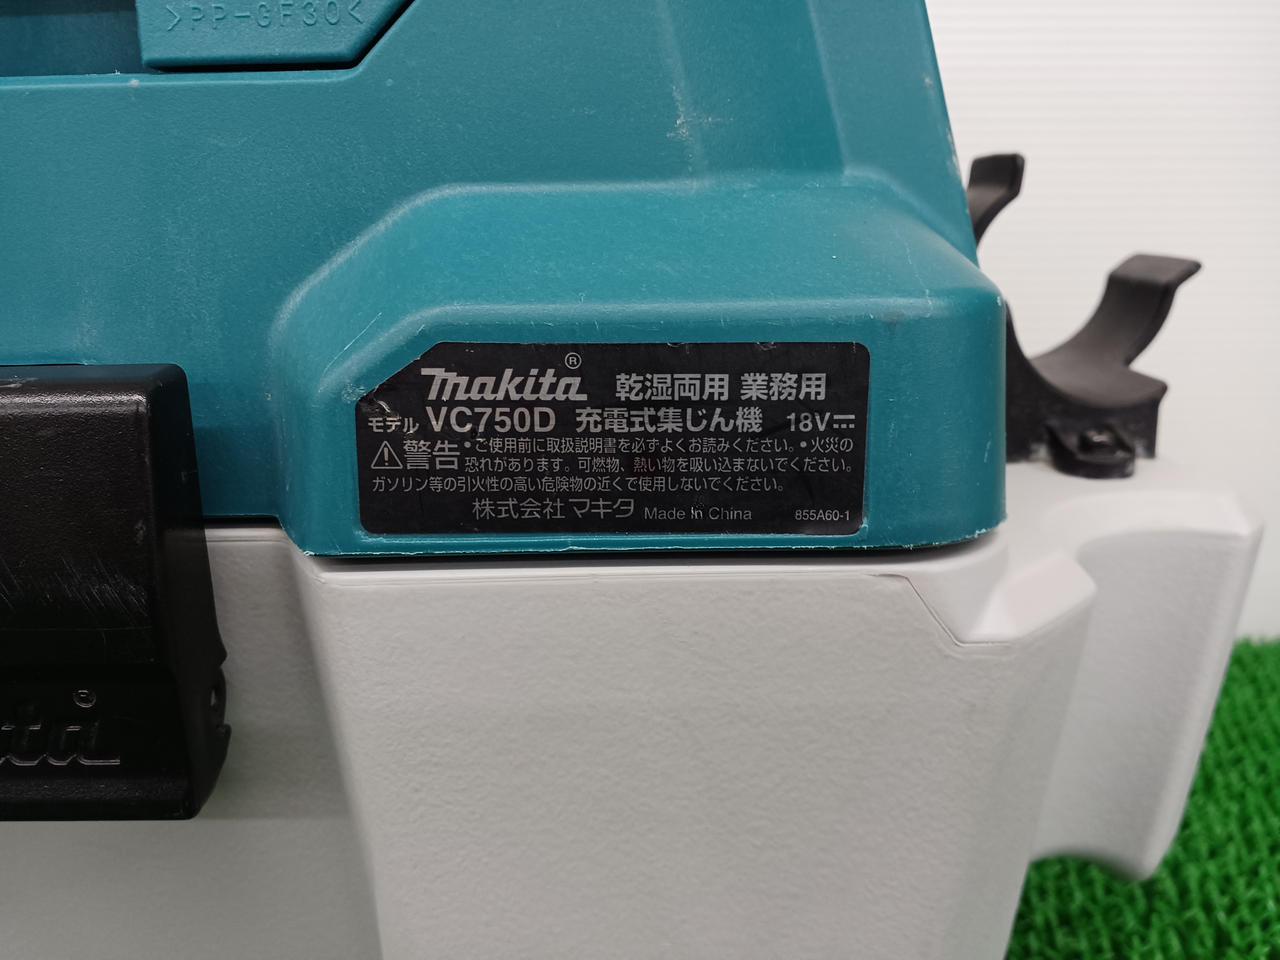 >PP-GF30<
makita® 乾湿両用 業務用
モデル VC750D 充電式集じん機 18V⎓
⚠警告 •ご使用前に取扱説明書を必ずよくお読みください。•火災の
恐れがあります。可燃物、熱い物を吸い込まないでください。
ガソリン等の引火性の高い危険物の近くで使用しないでください。
株式会社 マキタ Made in China 855A60-1